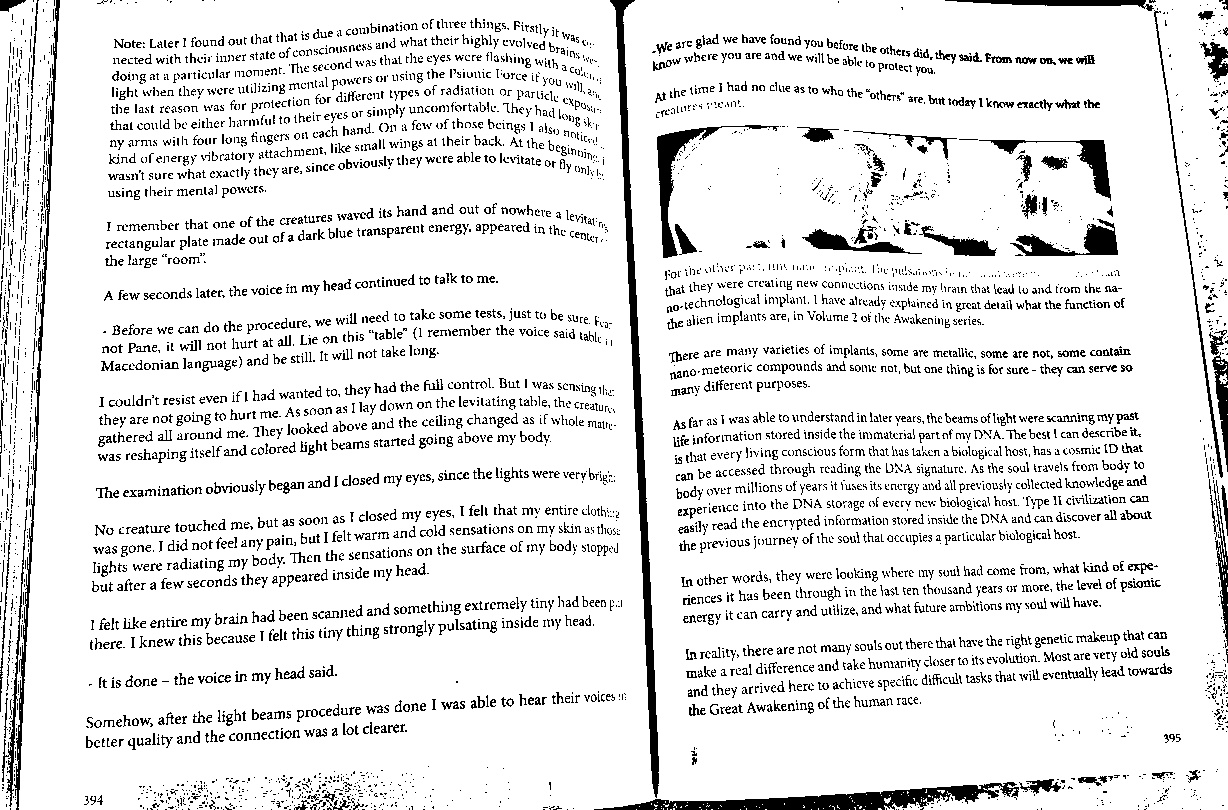 Note: Later I found out that that is due a combination of three things. Firstly it was
nected with their inner state of consciousness and what their highly evolved brains
doing at a particular moment. The second was that the eyes were flashing with a
light when they were utilizing mental powers or using the Psionic Force if you will,
the last reason was for protection for different types of radiation or particle
that could be either harmful to their eyes or simply uncomfortable. They had long
ny arms with four long fingers on each hand. On a few of those beings I also noticed
kind of energy vibratory attachment, like small wings at their back. At the beginning
wasn't sure what exactly they are, since obviously they were able to levitate or fly only
using their mental powers.
I remember that one of the creatures waved its hand and out of nowhere a levitating
rectangular plate made out of a dark blue transparent energy, appeared in the center
the large "room".
A few seconds later, the voice in my head continued to talk to me.
- Before we can do the procedure, we will need to take some tests, just to be sure.
not Pane, it will not hurt at all. Lie on this "table" (I remember the voice said table
Macedonian language) and be still. It will not take long.
I couldn't resist even if I had wanted to, they had the full control. But I was sensing that
they are not going to hurt me. As soon as I lay down on the levitating table, the creatures
gathered all around me. They looked above and the ceiling changed as if whole matte-
was reshaping itself and colored light beams started going above my body.
The examination obviously began and I closed my eyes, since the lights were very
No creature touched me, but as soon as I closed my eyes, I felt that my entire clothing
was gone. I did not feel any pain, but I felt warm and cold sensations on my skin as those
lights were radiating my body. Then the sensations on the surface of my body stopped
but after a few seconds they appeared inside my head.
I felt like entire my brain had been scanned and something extremely tiny had been
there. I knew this because I felt this tiny thing strongly pulsating inside my head.
- It is done – the voice in my head said.
Somehow, after the light beams procedure was done I was able to hear their voices in
better quality and the connection was a lot clearer.
394
-We are glad we have found you before the others did, they said. From now on, we will
know where you are and we will be able to protect you.
At the time I had no clue as to who the "others" are, but today I know exactly what the
creatures meant.
For the other part, implant. The pulsations
that they were creating new connections inside my brain that lead to and from the na-
no-technological implant. I have already explained in great detail what the function of
the alien implants are, in Volume 2 of the Awakening series.
There are many varieties of implants, some are metallic, some are not, some contain
nano-meteoric compounds and some not, but one thing is for sure - they can serve so
many different purposes.
As far as I was able to understand in later years, the beams of light were scanning my past
life information stored inside the immaterial part of my DNA. The best I can describe it,
is that every living conscious form that has taken a biological host, has a cosmic ID that
can be accessed through reading the DNA signature. As the soul travels from body to
body over millions of years it fuses its energy and all previously collected knowledge and
experience into the DNA storage of every new biological host. Type II civilization can
easily read the encrypted information stored inside the DNA and can discover all about
the previous journey of the soul that occupies a particular biological host.
In other words, they were looking where my soul had come from, what kind of expe-
riences it has been through in the last ten thousand years or more, the level of psionic
energy it can carry and utilize, and what future ambitions my soul will have.
In reality, there are not many souls out there that have the right genetic makeup that can
make a real difference and take humanity closer to its evolution. Most are very old souls
and they arrived here to achieve specific difficult tasks that will eventually lead towards
the Great Awakening of the human race.
395